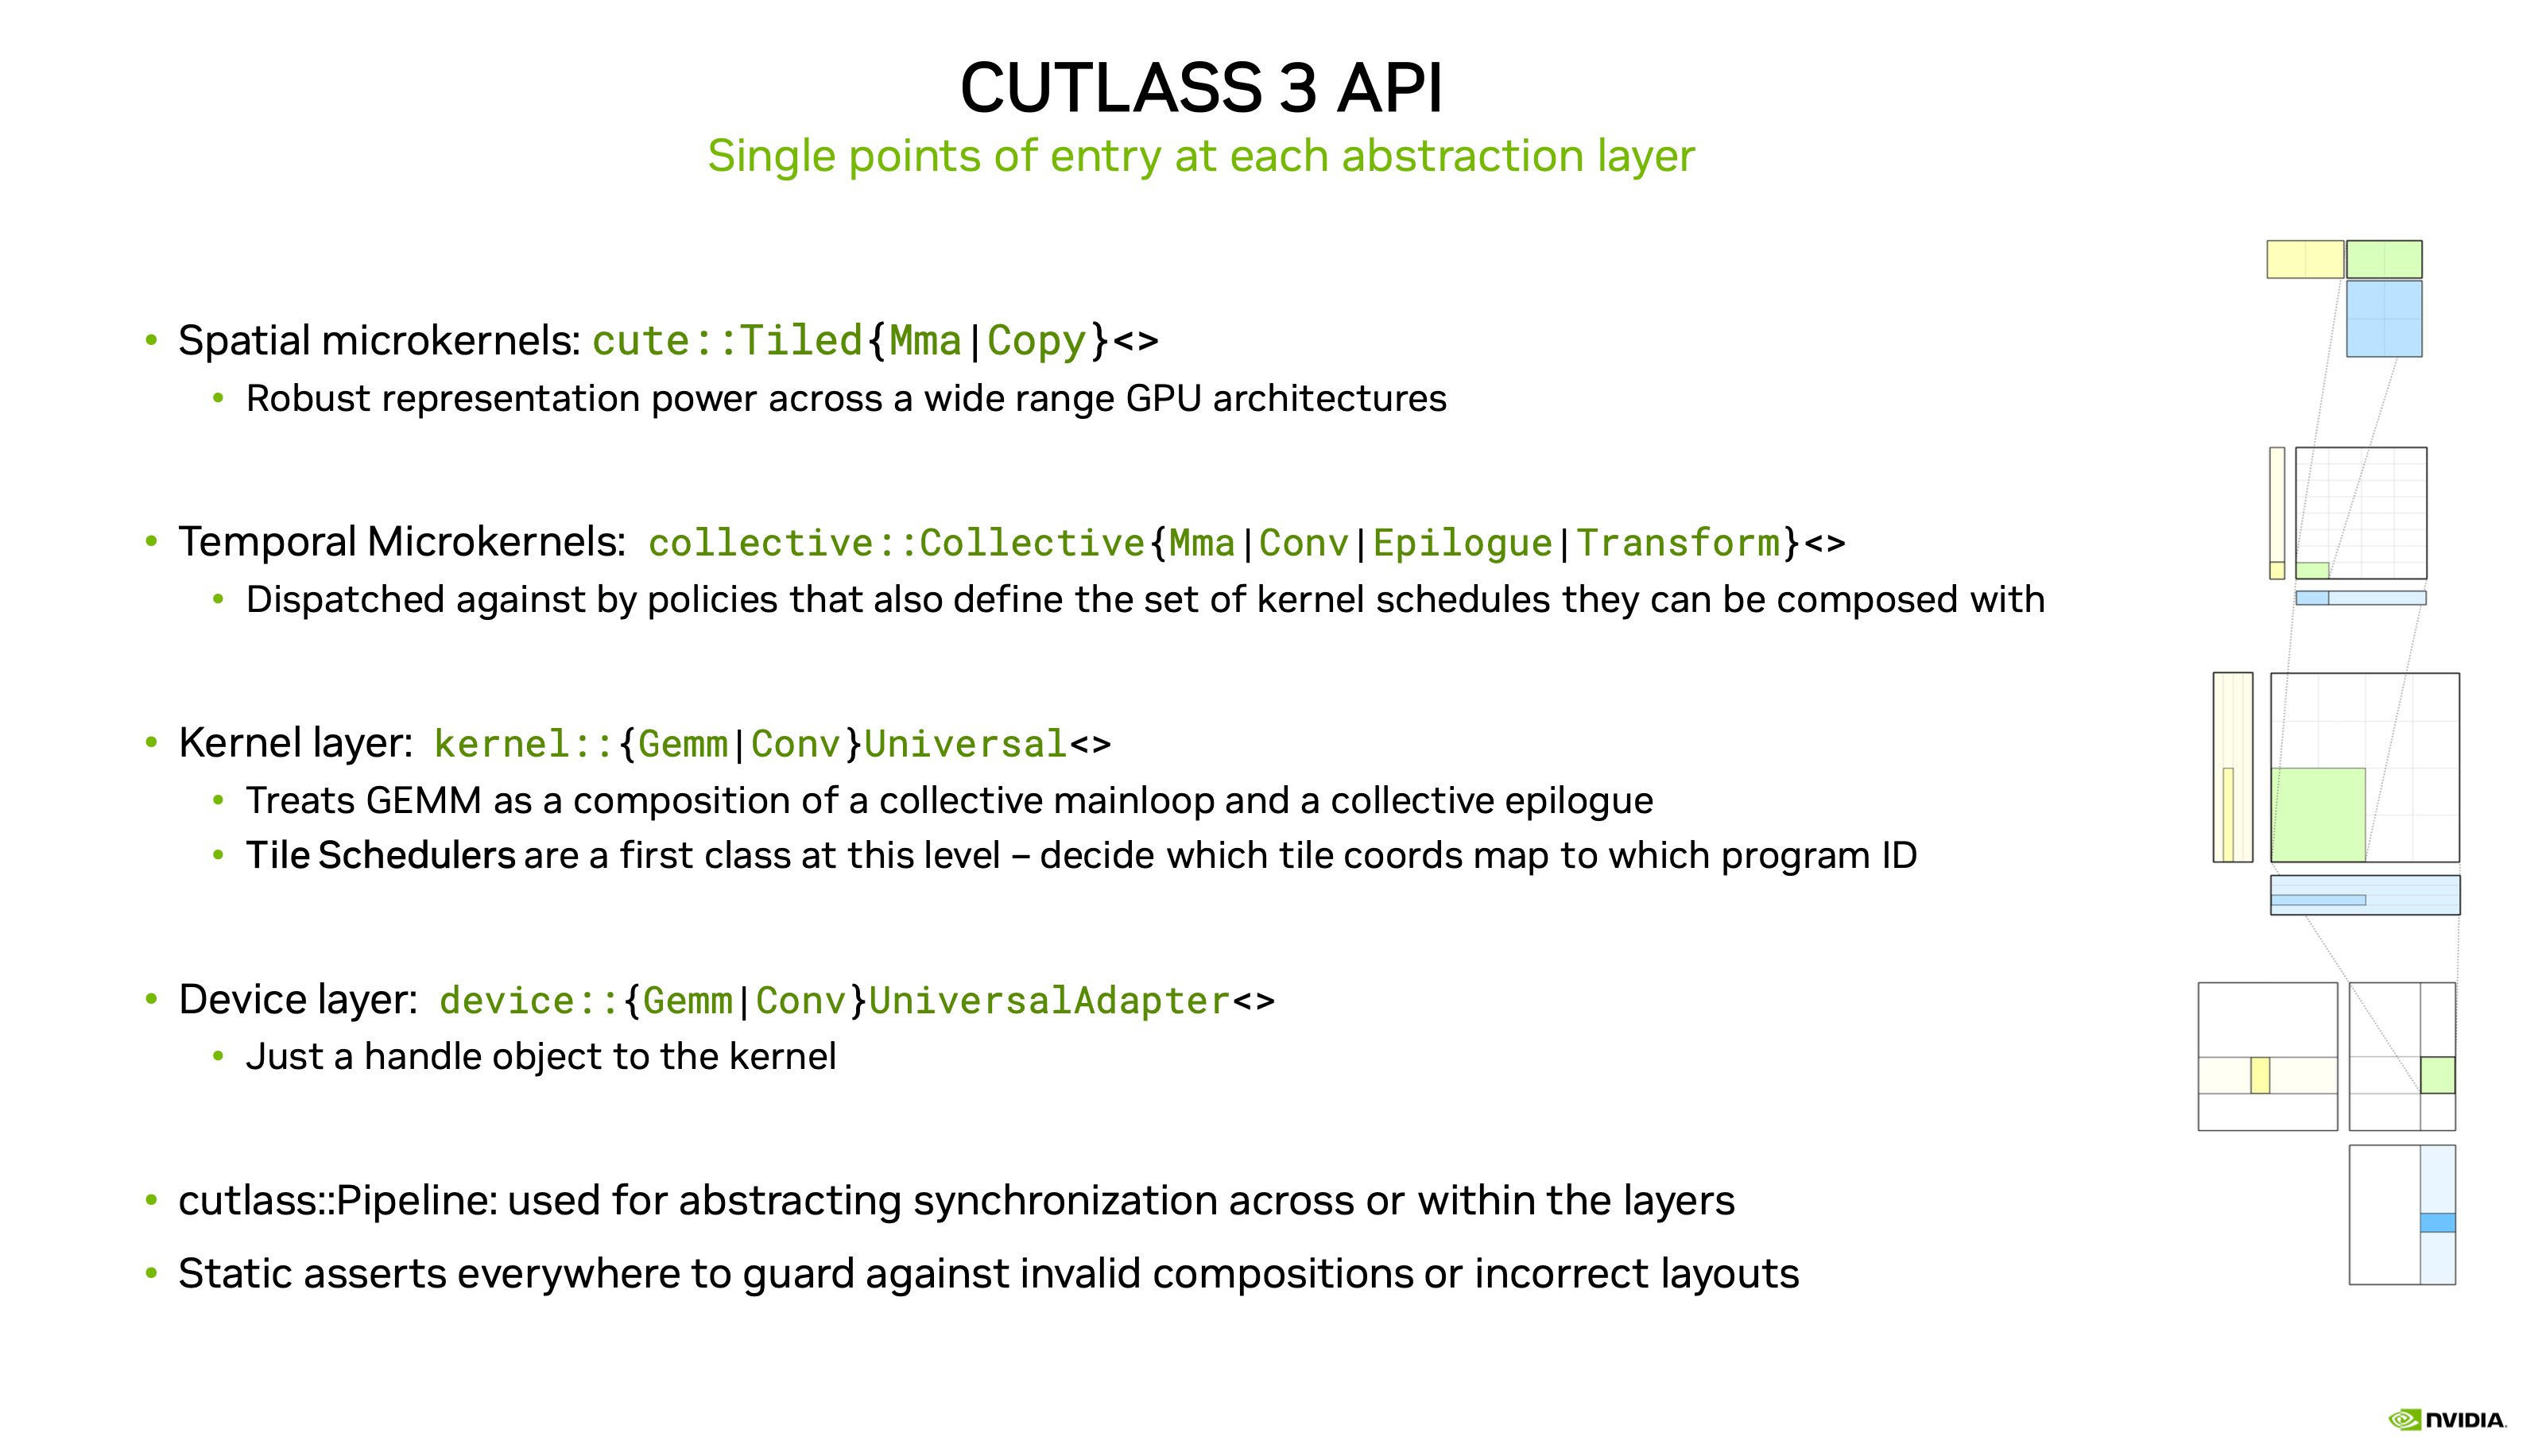 CUTLASS 3 API
Single points of entry at each abstraction layer
• Spatial microkernels: cute::Tiled{Mma|Copy}<>
• Robust representation power across a wide range GPU architectures
• Temporal Microkernels: collective::Collective{Mma|Conv|Epilogue|Transform}<>
• Dispatched against by policies that also define the set of kernel schedules they can be composed with
• Kernel layer: kernel::{Gemm|Conv}Universal<>
• Treats GEMM as a composition of a collective mainloop and a collective epilogue
• Tile Schedulers are a first class at this level – decide which tile coords map to which program ID
• Device layer: device::{Gemm|Conv}UniversalAdapter<>
• Just a handle object to the kernel
• cutlass::Pipeline: used for abstracting synchronization across or within the layers
• Static asserts everywhere to guard against invalid compositions or incorrect layouts
NVIDIA.